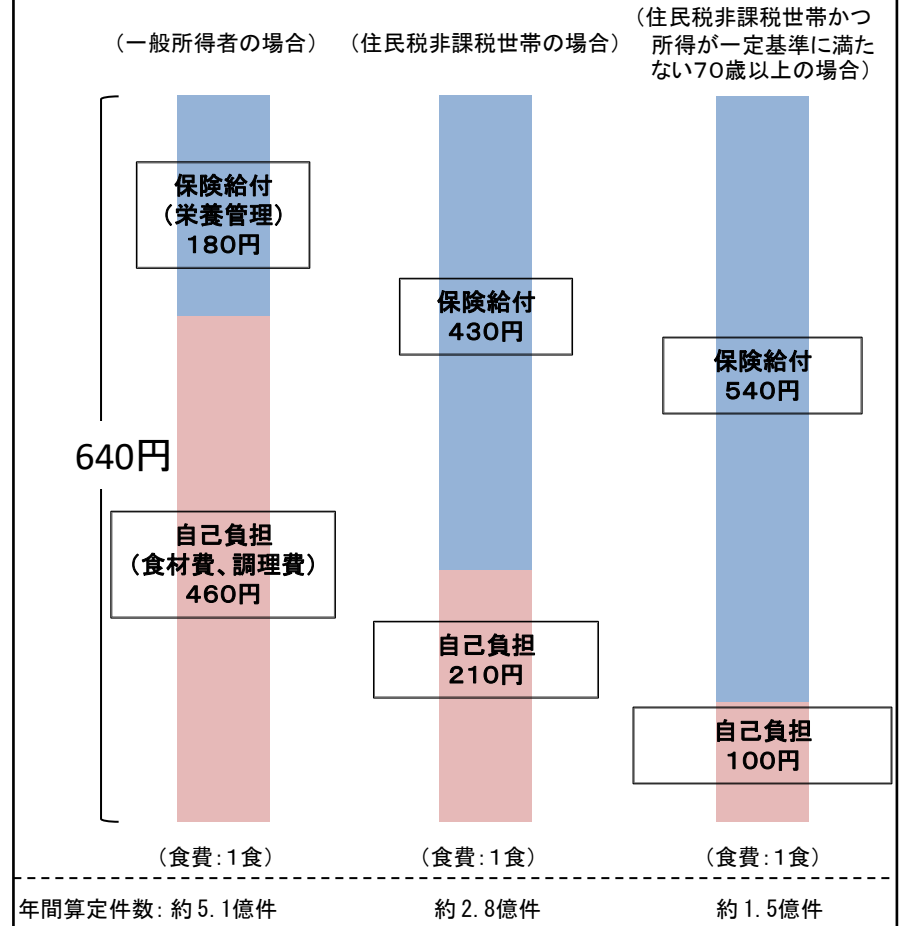 （一般所得者の場合）
（住民税非課税世帯の場合）
（住民税非課税世帯かつ
所得が一定基準に満た
ない７０歳以上の場合）
保険給付
（栄養管理）
１８０円
保険給付
４３０円
保険給付
５４０円
640円
自己負担
（食材費、調理費）
４６０円
自己負担
２１０円
自己負担
１００円
（食費：１食）
（食費：１食）
（食費：１食）
年間算定件数： 約５.１億件
約２.８億件
約１.５億件